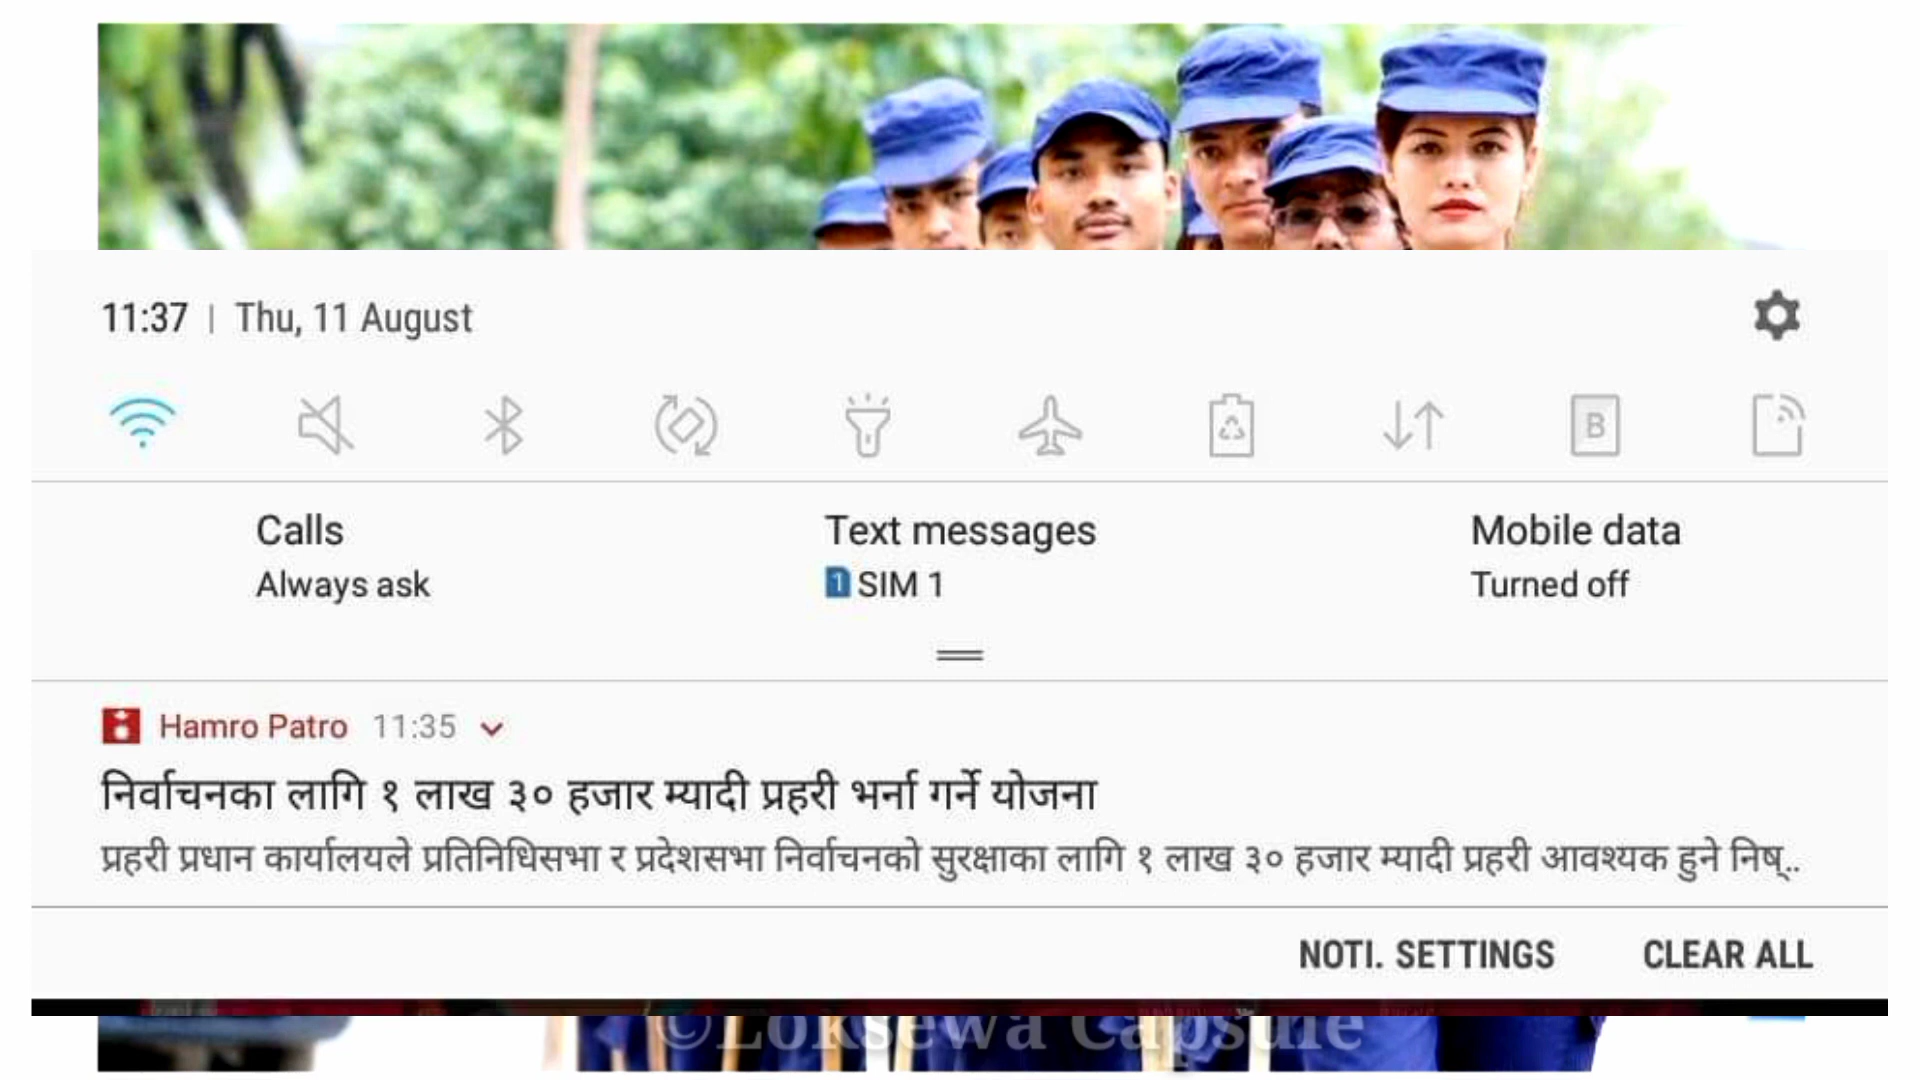 11:37 | Thu, 11 August
Calls
Always ask
Text messages
1 SIM 1
Mobile data
Turned off
Hamro Patro 11:35
निर्वाचनका लागि १ लाख ३० हजार म्यादी प्रहरी भर्ना गर्ने योजना
प्रहरी प्रधान कार्यालयले प्रतिनिधिसभा र प्रदेशसभा निर्वाचनको सुरक्षाका लागि १ लाख ३० हजार म्यादी प्रहरी आवश्यक हुने निष्..
NOTI. SETTINGS
CLEAR ALL
©Loksewa Capsule